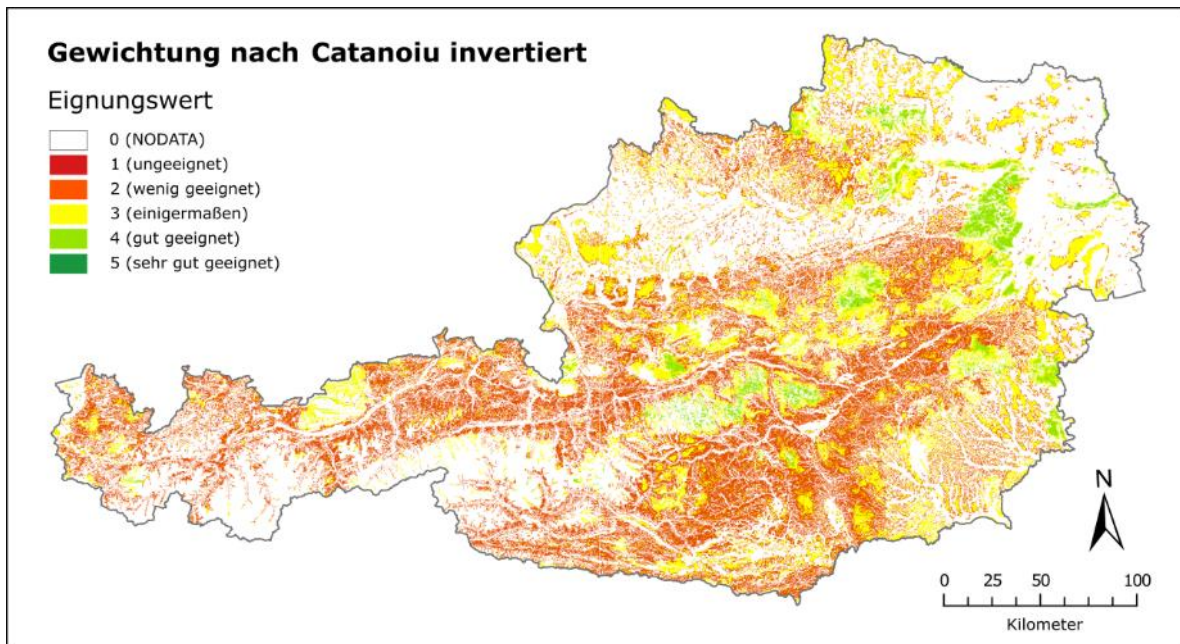 Gewichtung nach Catanoiu invertiert
Eignungswert
0 (NODATA)
1 (ungeeignet)
2 (wenig geeignet)
3 (einigermaßen)
4 (gut geeignet)
5 (sehr gut geeignet)
N
0 25 50 100
Kilometer